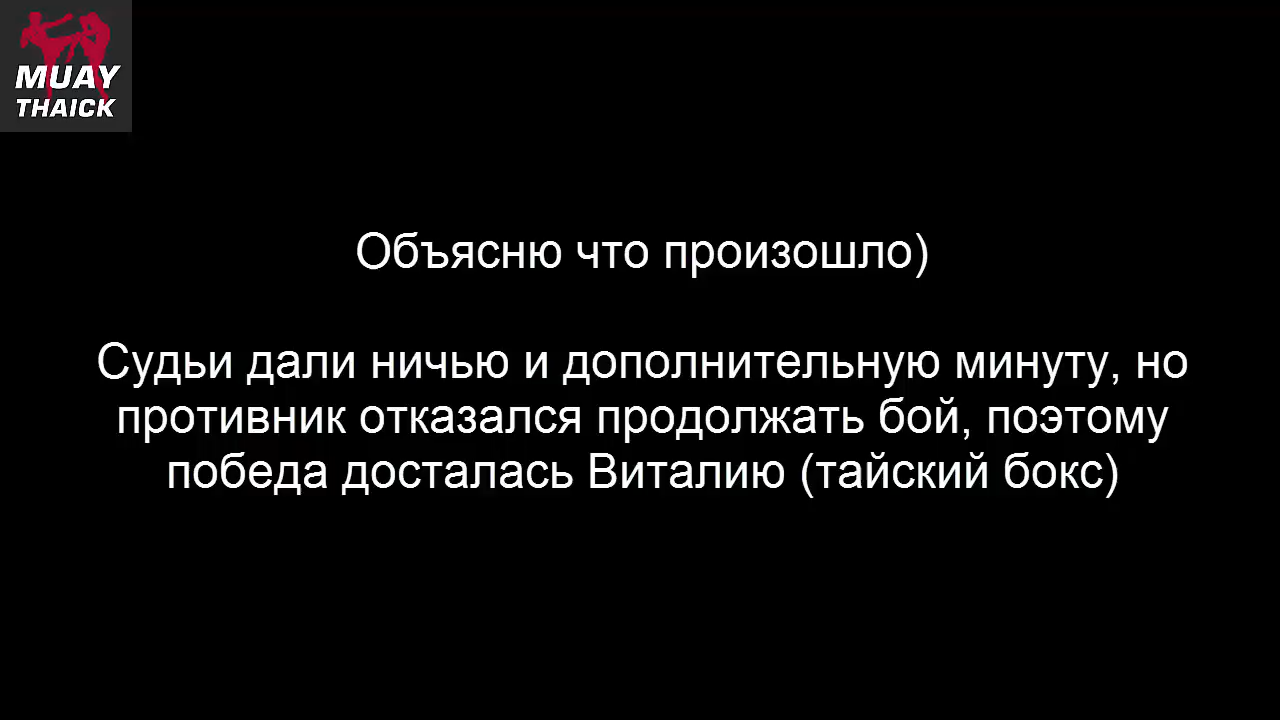 MUAY
THAICK
Объясню что произошло)
Судьи дали ничью и дополнительную минуту, но
противник отказался продолжать бой, поэтому
победа досталась Виталию (тайский бокс)